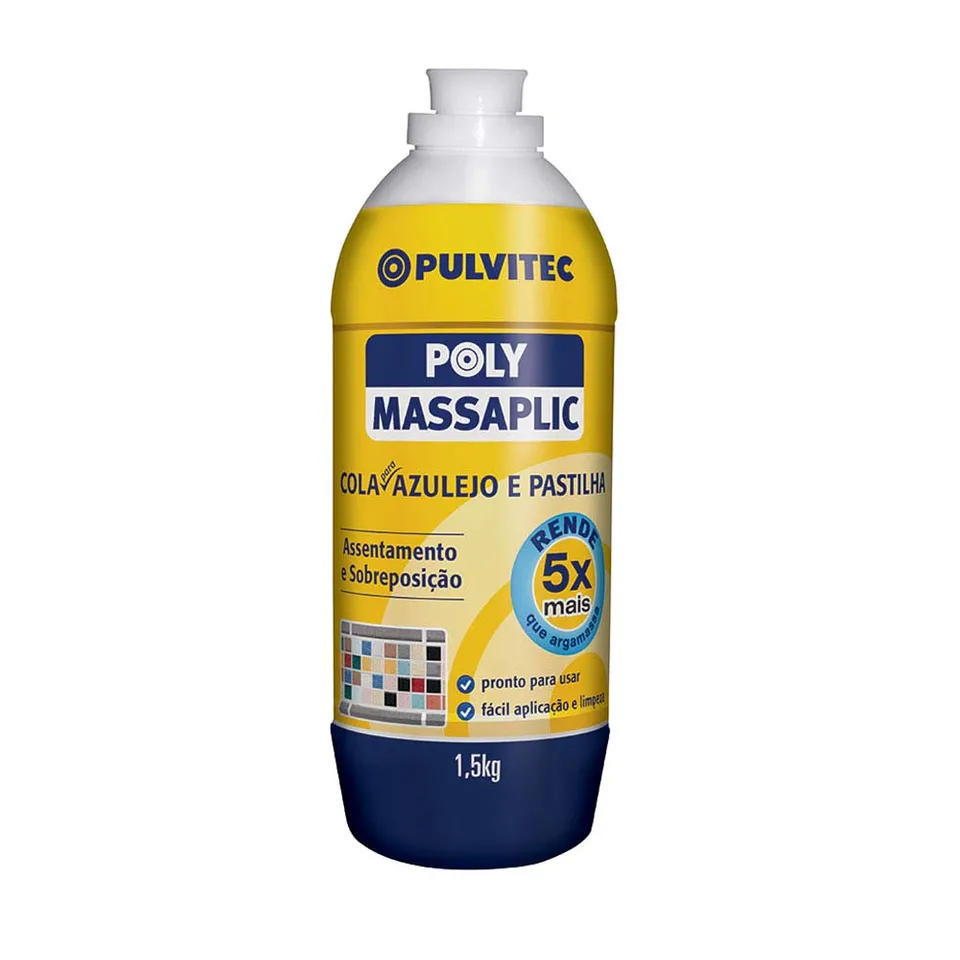 PULVITEC
POLY
MASSAPLIC
COLA para AZULEJO E PASTILHA
Assentamento
e Sobreposição
RENDE
5x
mais
que argamassa
pronto para usar
fácil aplicação e limpeza
1,5kg